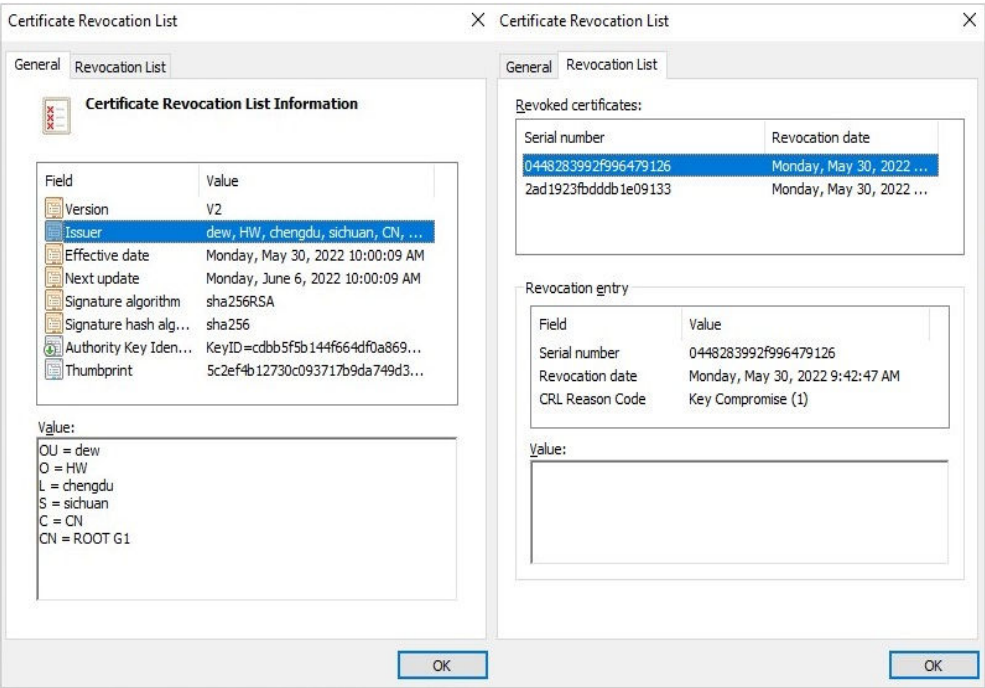 Certificate Revocation List
General Revocation List
Certificate Revocation List Information
Field Value
Version V2
Issuer dew, HW, chengdu, sichuan, CN, ...
Effective date Monday, May 30, 2022 10:00:09 AM
Next update Monday, June 6, 2022 10:00:09 AM
Signature algorithm sha256RSA
Signature hash alg... sha256
Authority Key Iden... KeyID=cdbb5f5b144f664df0a869...
Thumbprint 5c2ef4b12730c093717b9da749d3...
Value:
OU = dew
O = HW
L = chengdu
S = sichuan
C = CN
CN = ROOT G1
OK
Certificate Revocation List
General Revocation List
Revoked certificates:
Serial number Revocation date
0448283992f996479126 Monday, May 30, 2022 ...
2ad1923fbdddb1e09133 Monday, May 30, 2022 ...
Revocation entry
Field Value
Serial number 0448283992f996479126
Revocation date Monday, May 30, 2022 9:42:47 AM
CRL Reason Code Key Compromise (1)
Value:
OK